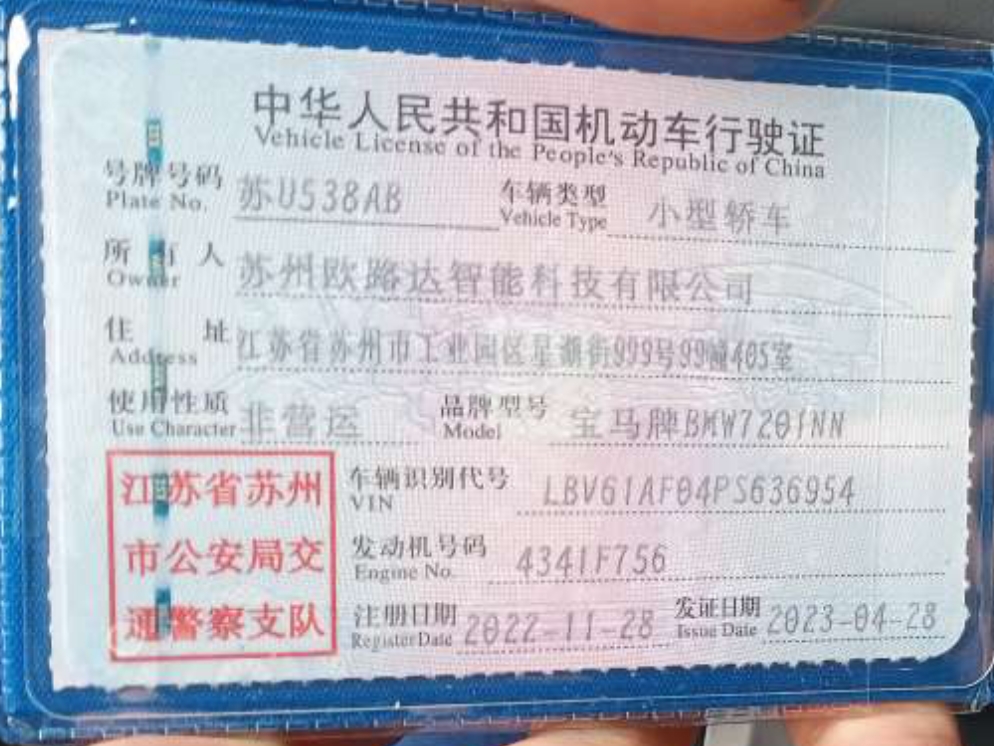 中华人民共和国机动车行驶证
Vehicle License of the People's Republic of China
号牌号码 苏U538AB 车辆类型 小型轿车
Plate No. Vehicle Type
所有人 苏州欧路达智能科技有限公司
Owner
住址 江苏省苏州市工业园区星湖街999号99幢405室
Address
使用性质 非营运 品牌型号 宝马牌BMW7201NN
Use Character Model
江苏省苏州 车辆识别代号 LBV61AF04PS636954
VIN
市公安局交 发动机号码 4341F756
Engine No.
通警察支队 注册日期 2022-11-28 发证日期 2023-04-28
Register Date Issue Date